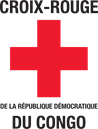 CROIX-ROUGE
DE LA RÉPUBLIQUE DÉMOCRATIQUE
DU CONGO